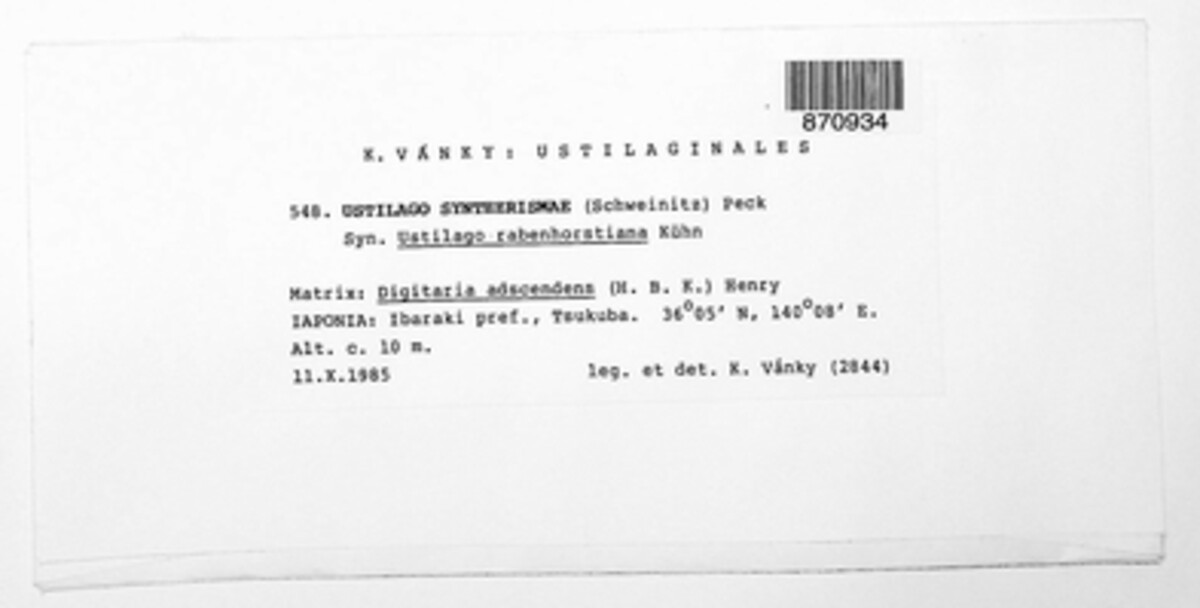 870934
K. VÁNKY: USTILAGINALES
548. USTILAGO SYNTHERISMAE (Schweinitz) Peck
Syn. Ustilago rabenhorstiana Kühn
Matrix: Digitaria adscendens (H. B. K.) Henry
IAPONIA: Ibaraki pref., Tsukuba. 36°05' N, 140°08' E.
Alt. c. 10 m.
11.X.1985 leg. et det. K. Vánky (2844)